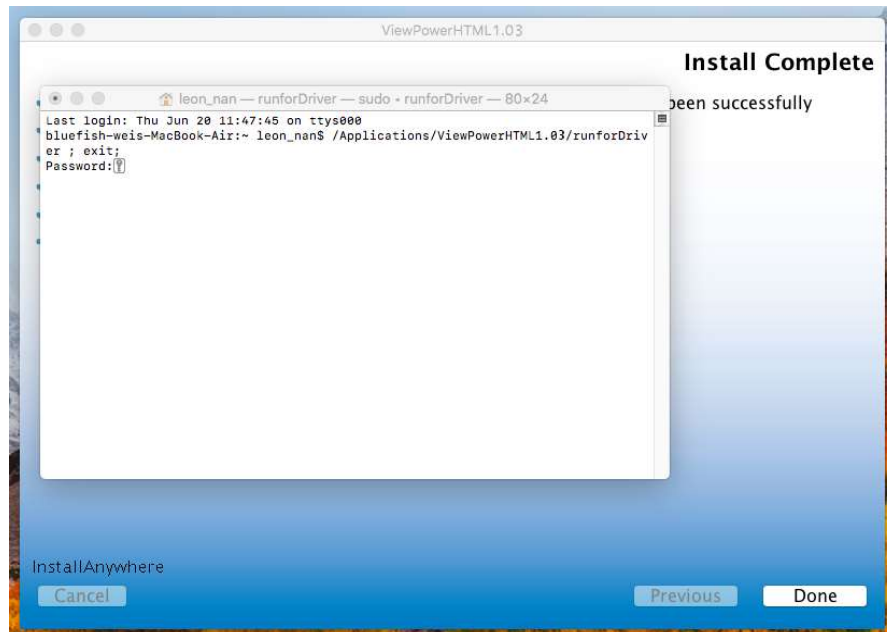 ViewPowerHTML1.03
Install Complete
leon_nan — runforDriver — sudo ◂ runforDriver — 80×24
been successfully
Last login: Thu Jun 20 11:47:45 on ttys000
bluefish-weis-MacBook-Air:~ leon_nan$ /Applications/ViewPowerHTML1.03/runforDriv
er ; exit;
Password:
InstallAnywhere
Cancel
Previous
Done